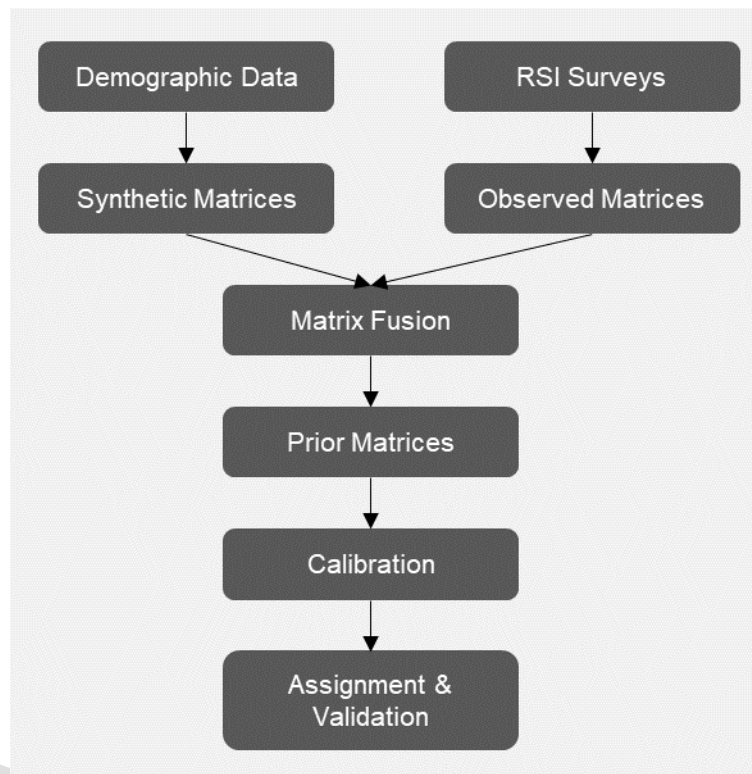 Demographic Data
RSI Surveys
Synthetic Matrices
Observed Matrices
Matrix Fusion
Prior Matrices
Calibration
Assignment &
Validation